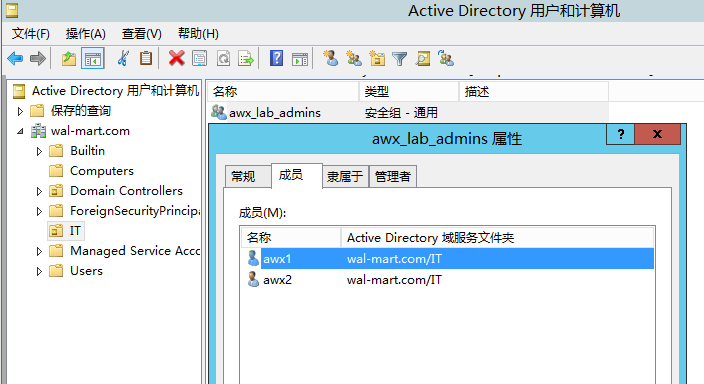 Active Directory 用户和计算机
文件(F) 操作(A) 查看(V) 帮助(H)
Active Directory 用户和计算机
保存的查询
wal-mart.com
Builtin
Computers
Domain Controllers
ForeignSecurityPrincipa
IT
Managed Service Acco
Users
名称 类型 描述
awx_lab_admins 安全组 - 通用
awx_lab_admins 属性
? x
常规 成员 隶属于 管理者
成员(M):
名称 Active Directory 域服务文件夹
awx1 wal-mart.com/IT
awx2 wal-mart.com/IT